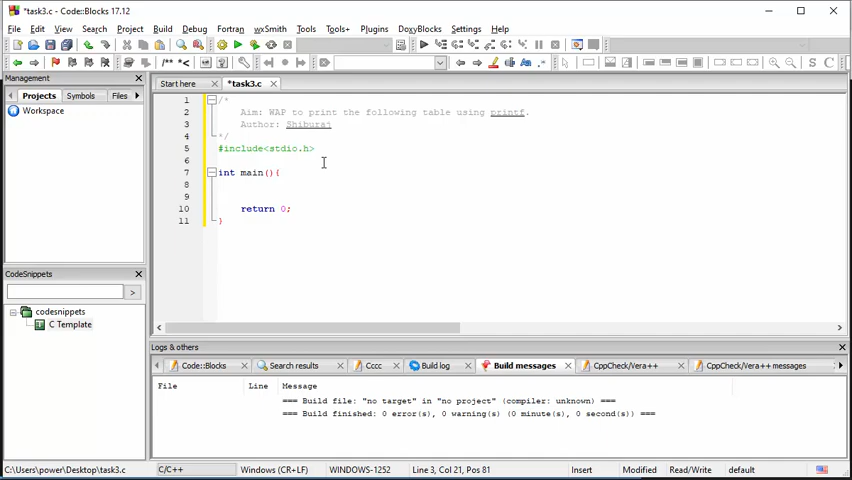 *task3.c - Code::Blocks 17.12
File Edit View Search Project Build Debug Fortran wxSmith Tools Tools+ Plugins DoxyBlocks Settings Help
/** *<
Aa
.*
S C
Management
Projects Symbols Files
Workspace
CodeSnippets
>
codesnippets
C Template
Start here *task3.c
1 /*
2 Aim: WAP to print the following table using printf.
3 Author: Shiburaj
4 */
5 #include<stdio.h>
6
7 int main(){
8
9
10 return 0;
11 }
Logs & others
Code::Blocks Search results Cccc Build log Build messages CppCheck/Vera++ CppCheck/Vera++ messages
File Line Message
=== Build file: "no target" in "no project" (compiler: unknown) ===
=== Build finished: 0 error(s), 0 warning(s) (0 minute(s), 0 second(s)) ===
C:\Users\power\Desktop\task3.c C/C++ Windows (CR+LF) WINDOWS-1252 Line 3, Col 21, Pos 81 Insert Modified Read/Write default